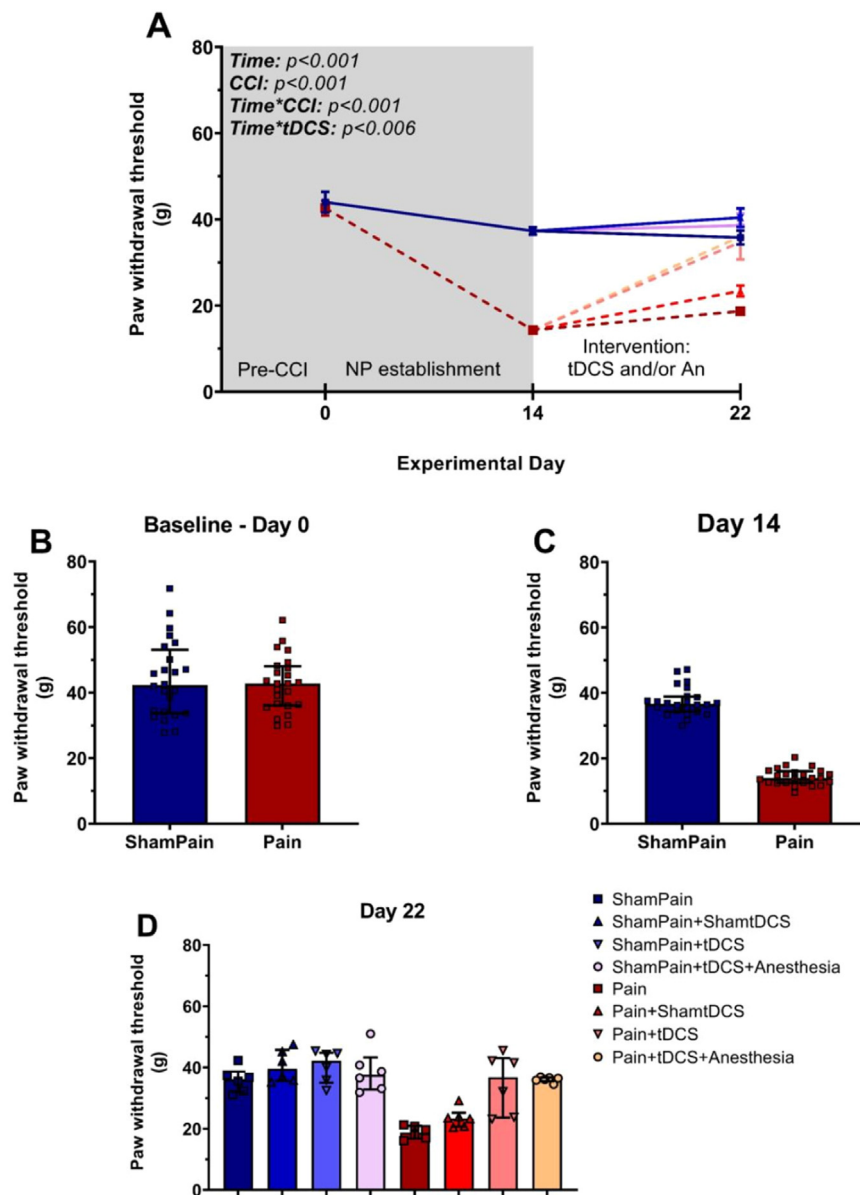 A
80
60
40
20
0
Paw withdrawal threshold
(g)
Time: p<0.001
CCI: p<0.001
Time*CCI: p<0.001
Time*tDCS: p<0.006
Pre-CCI
NP establishment
Intervention:
tDCS and/or An
0
14
22
Experimental Day
B
Baseline - Day 0
80
60
40
20
0
Paw withdrawal threshold
(g)
ShamPain
Pain
C
Day 14
80
60
40
20
0
Paw withdrawal threshold
(g)
ShamPain
Pain
D
Day 22
80
60
40
20
0
Paw withdrawal threshold
(g)
ShamPain
ShamPain+ShamtDCS
ShamPain+tDCS
ShamPain+tDCS+Anesthesia
Pain
Pain+ShamtDCS
Pain+tDCS
Pain+tDCS+Anesthesia